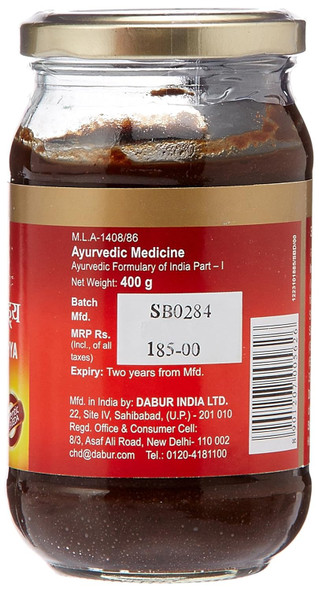 M.L.A-1408/86
Ayurvedic Medicine
Ayurvedic Formulary of India Part – I
Net Weight: 400 g
Batch
Mfd.
SB0284
MRP Rs.
(Incl., of all
taxes)
185-00
Expiry: Two years from Mfd.
Mfd. in India by: DABUR INDIA LTD.
22, Site IV, Sahibabad, (U.P.) - 201 010
Regd. Office & Consumer Cell:
8/3, Asaf Ali Road, New Delhi- 110 002
chd@dabur.com Tel.: 0120-4181100